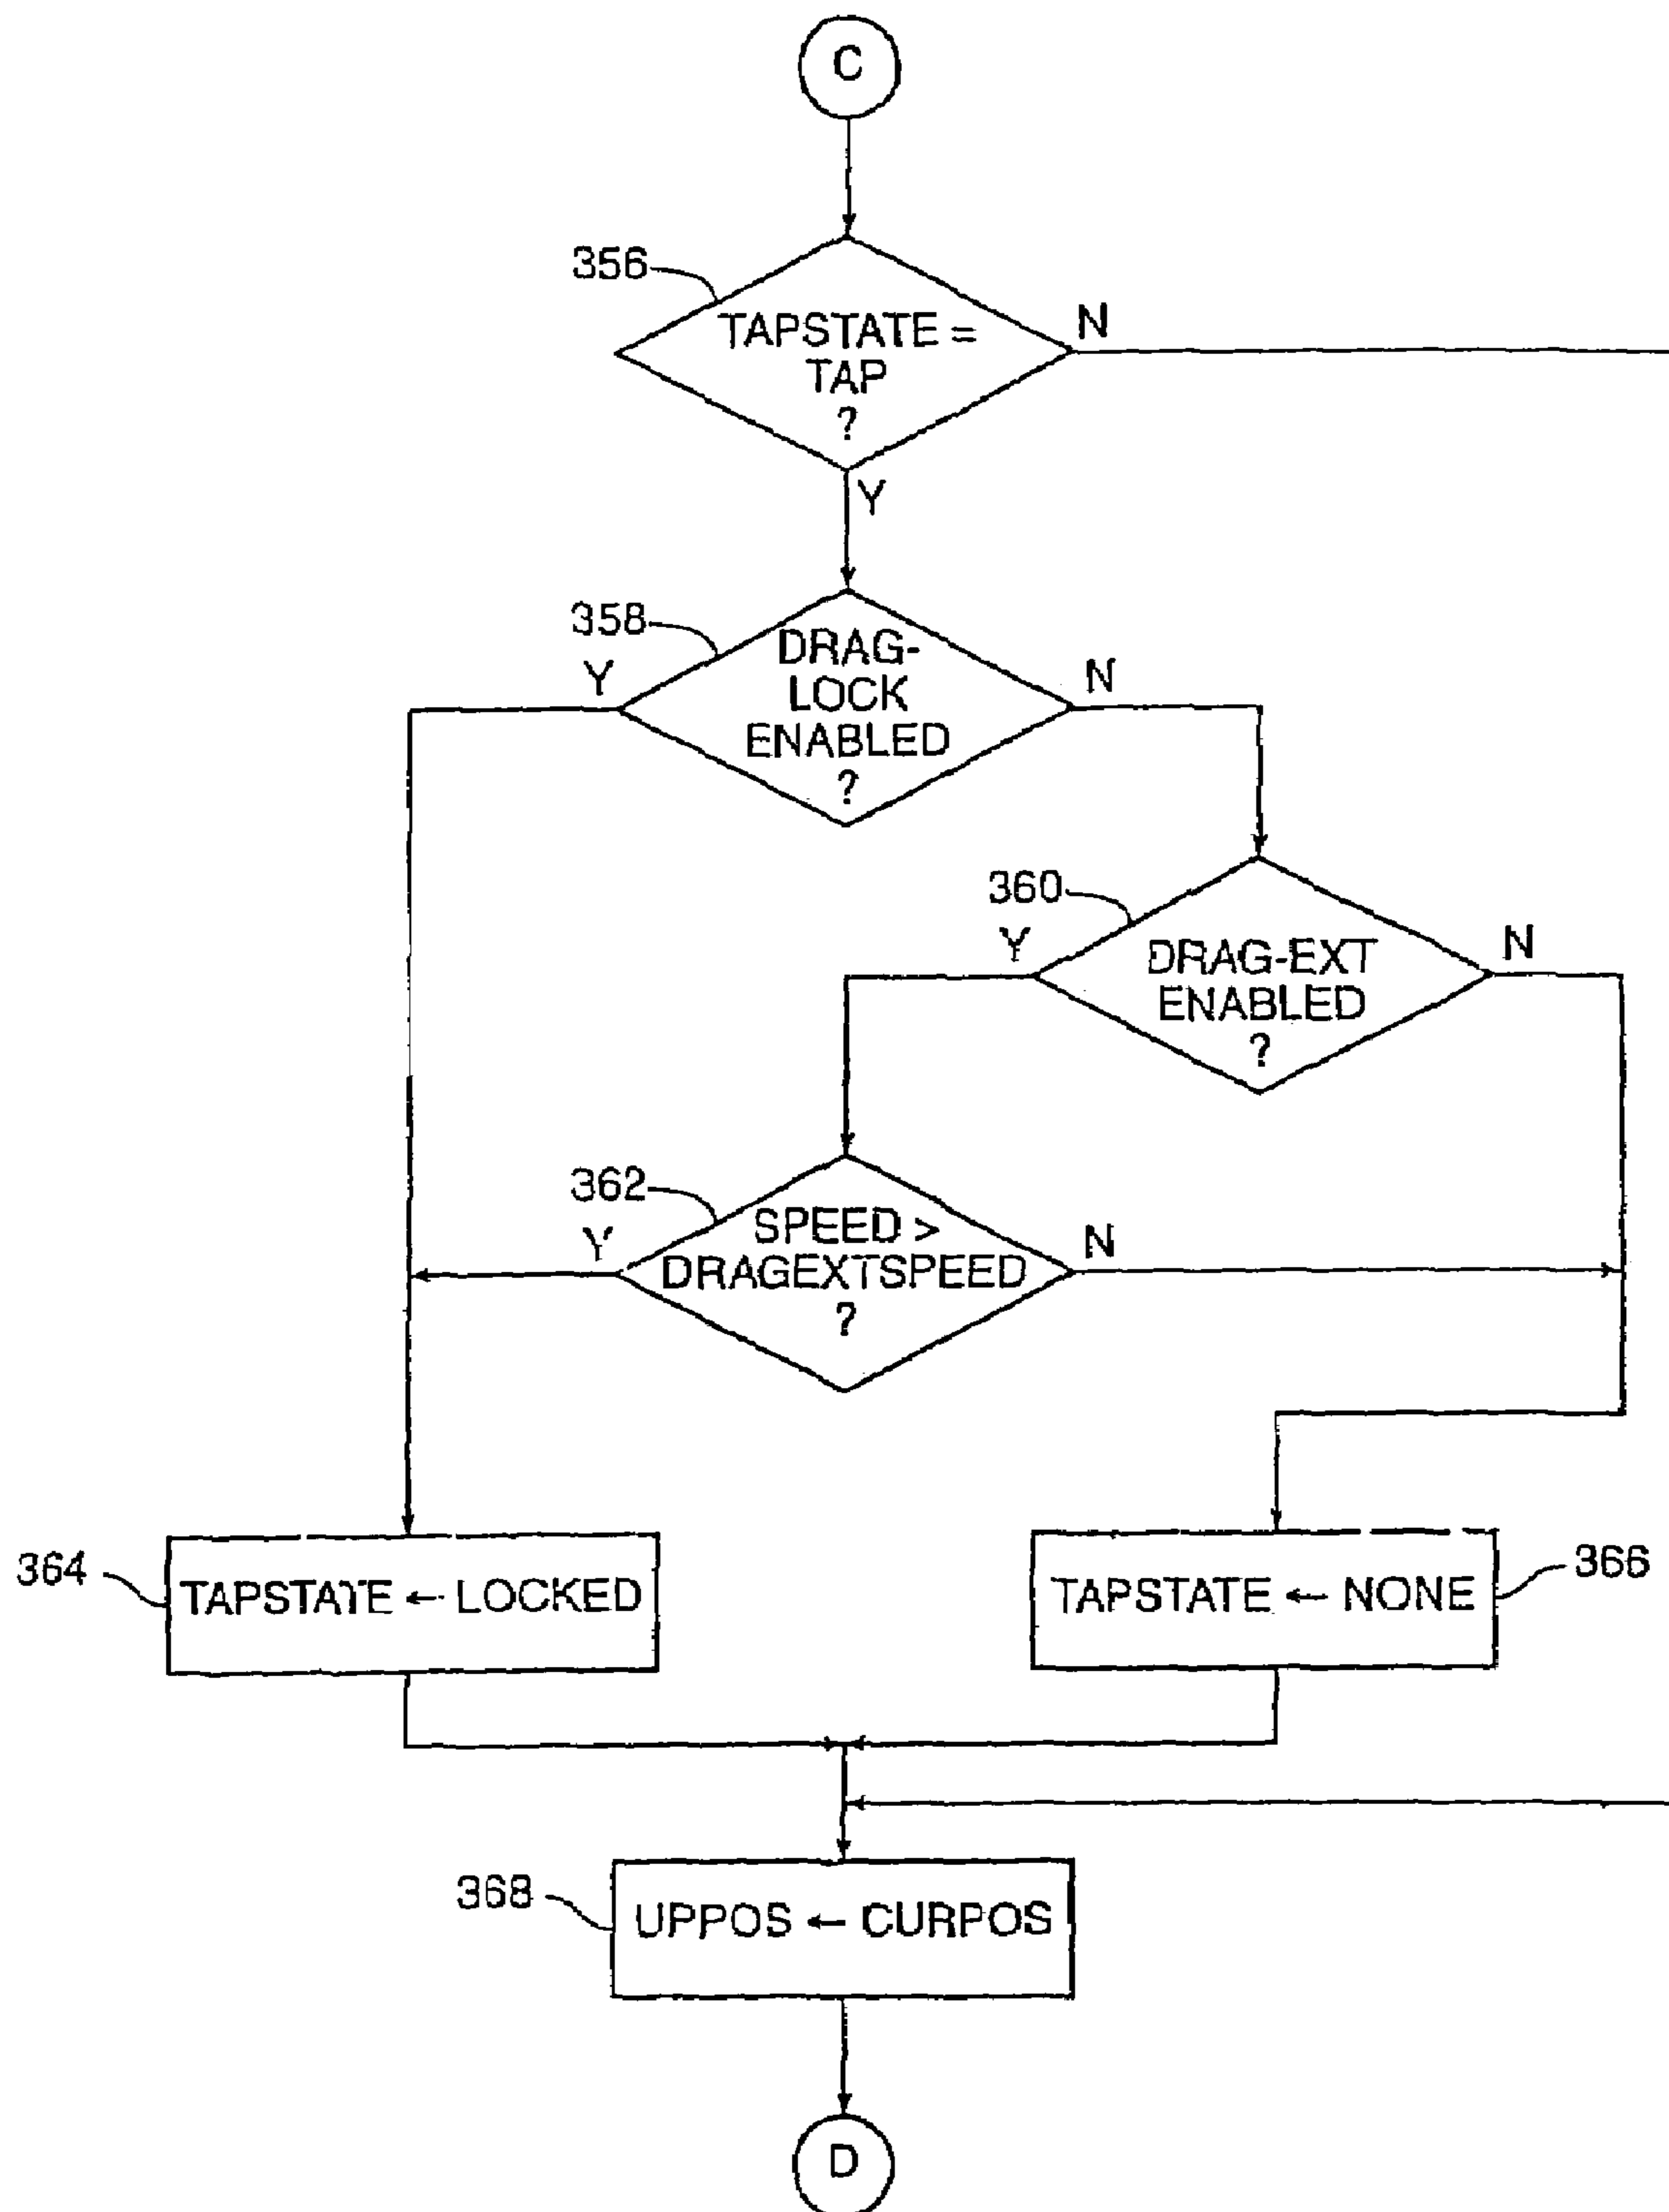 C
356
TAPSTATE =
TAP
?
N
Y
358
DRAG-
LOCK
ENABLED
?
Y
N
360
DRAG-EXT
ENABLED
?
Y
N
362
SPEED >
DRAGEXTSPEED
?
Y
N
364
TAPSTATE ← LOCKED
TAPSTATE ← NONE
366
368
UPPOS ← CURPOS
D